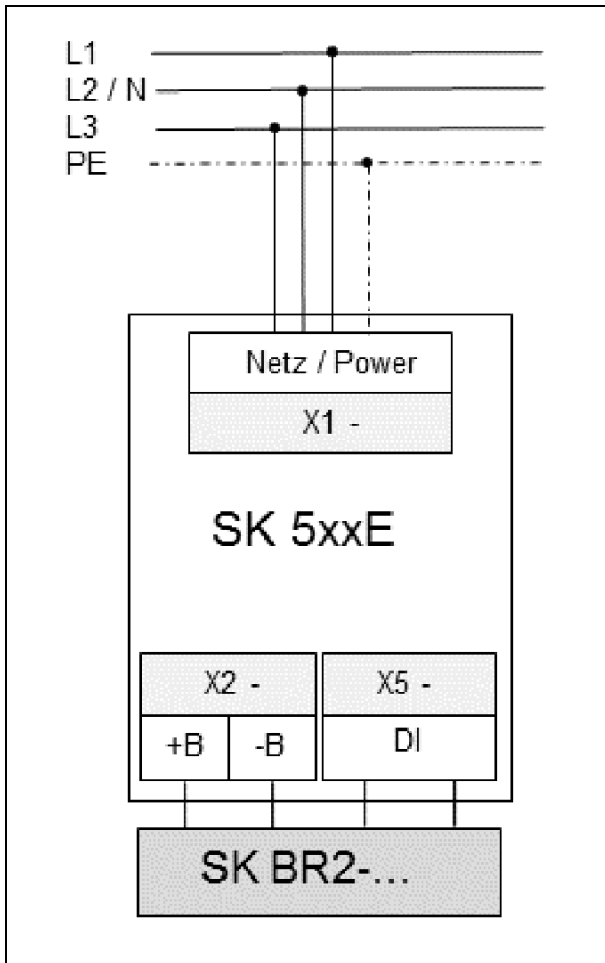 L1
L2 / N
L3
PE
Netz / Power
X1 -
SK 5xxE
X2 -
X5 -
+B
-B
DI
SK BR2-...